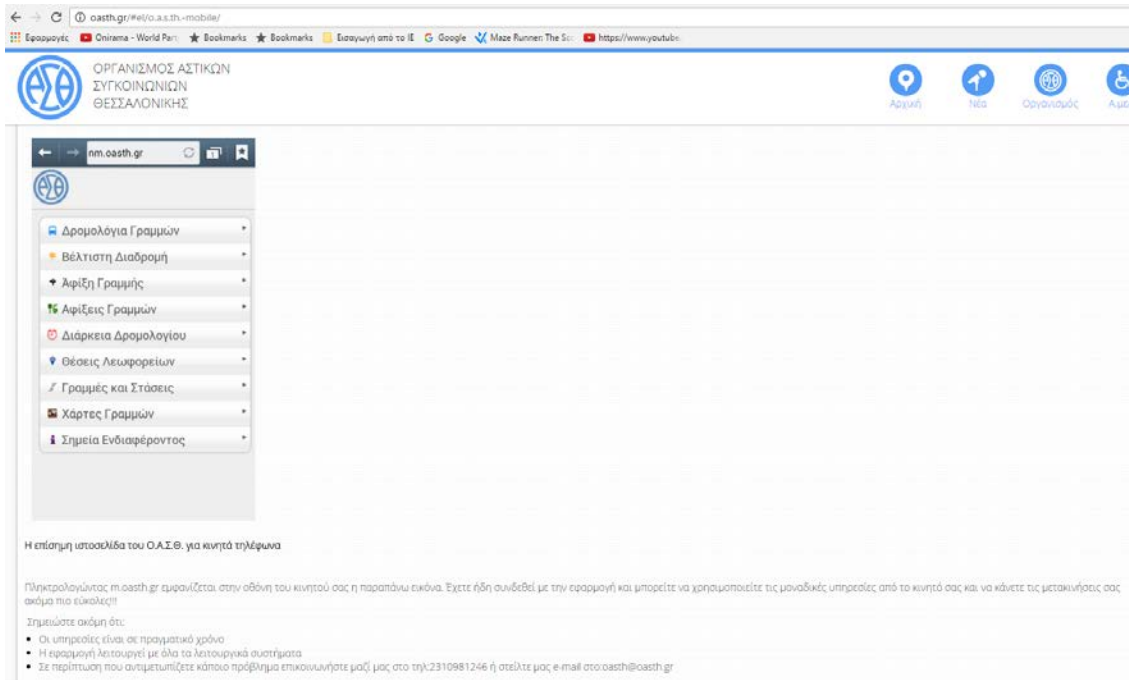 oasth.gr/#el/o.a.s.th.-mobile/
Εφαρμογές Onirama - World Part Bookmarks Bookmarks Εισαγωγή από το IE Google Maze Runner: The Sc https://www.youtube.
ΟΡΓΑΝΙΣΜΟΣ ΑΣΤΙΚΩΝ
ΣΥΓΚΟΙΝΩΝΙΩΝ
ΘΕΣΣΑΛΟΝΙΚΗΣ
ΑΣΘ
Αρχική Νέα Οργανισμός
nm.oasth.gr
ΑΣΘ
Δρομολόγια Γραμμών
Βέλτιστη Διαδρομή
Άφιξη Γραμμής
Αφίξεις Γραμμών
Διάρκεια Δρομολογίου
Θέσεις Λεωφορείων
Γραμμές και Στάσεις
Χάρτες Γραμμών
Σημεία Ενδιαφέροντος
Η επίσημη ιστοσελίδα του Ο.Α.Σ.Θ. για κινητά τηλέφωνα
Πληκτρολογώντας m.oasth.gr εμφανίζεται στην οθόνη του κινητού σας η παραπάνω εικόνα. Έχετε ήδη συνδεθεί με την εφαρμογή και μπορείτε να χρησιμοποιείτε τις μοναδικές υπηρεσίες από το κινητό σας και να κάνετε τις μετακινήσεις σας
ακόμα πιο εύκολες!!!
Σημειώστε ακόμη ότι:
• Οι υπηρεσίες είναι σε πραγματικό χρόνο
• Η εφαρμογή λειτουργεί με όλα τα λειτουργικά συστήματα
• Σε περίπτωση που αντιμετωπίζετε κάποιο πρόβλημα επικοινωνήστε μαζί μας στο τηλ:2310981246 ή στείλτε μας e-mail στο:oasth@oasth.gr